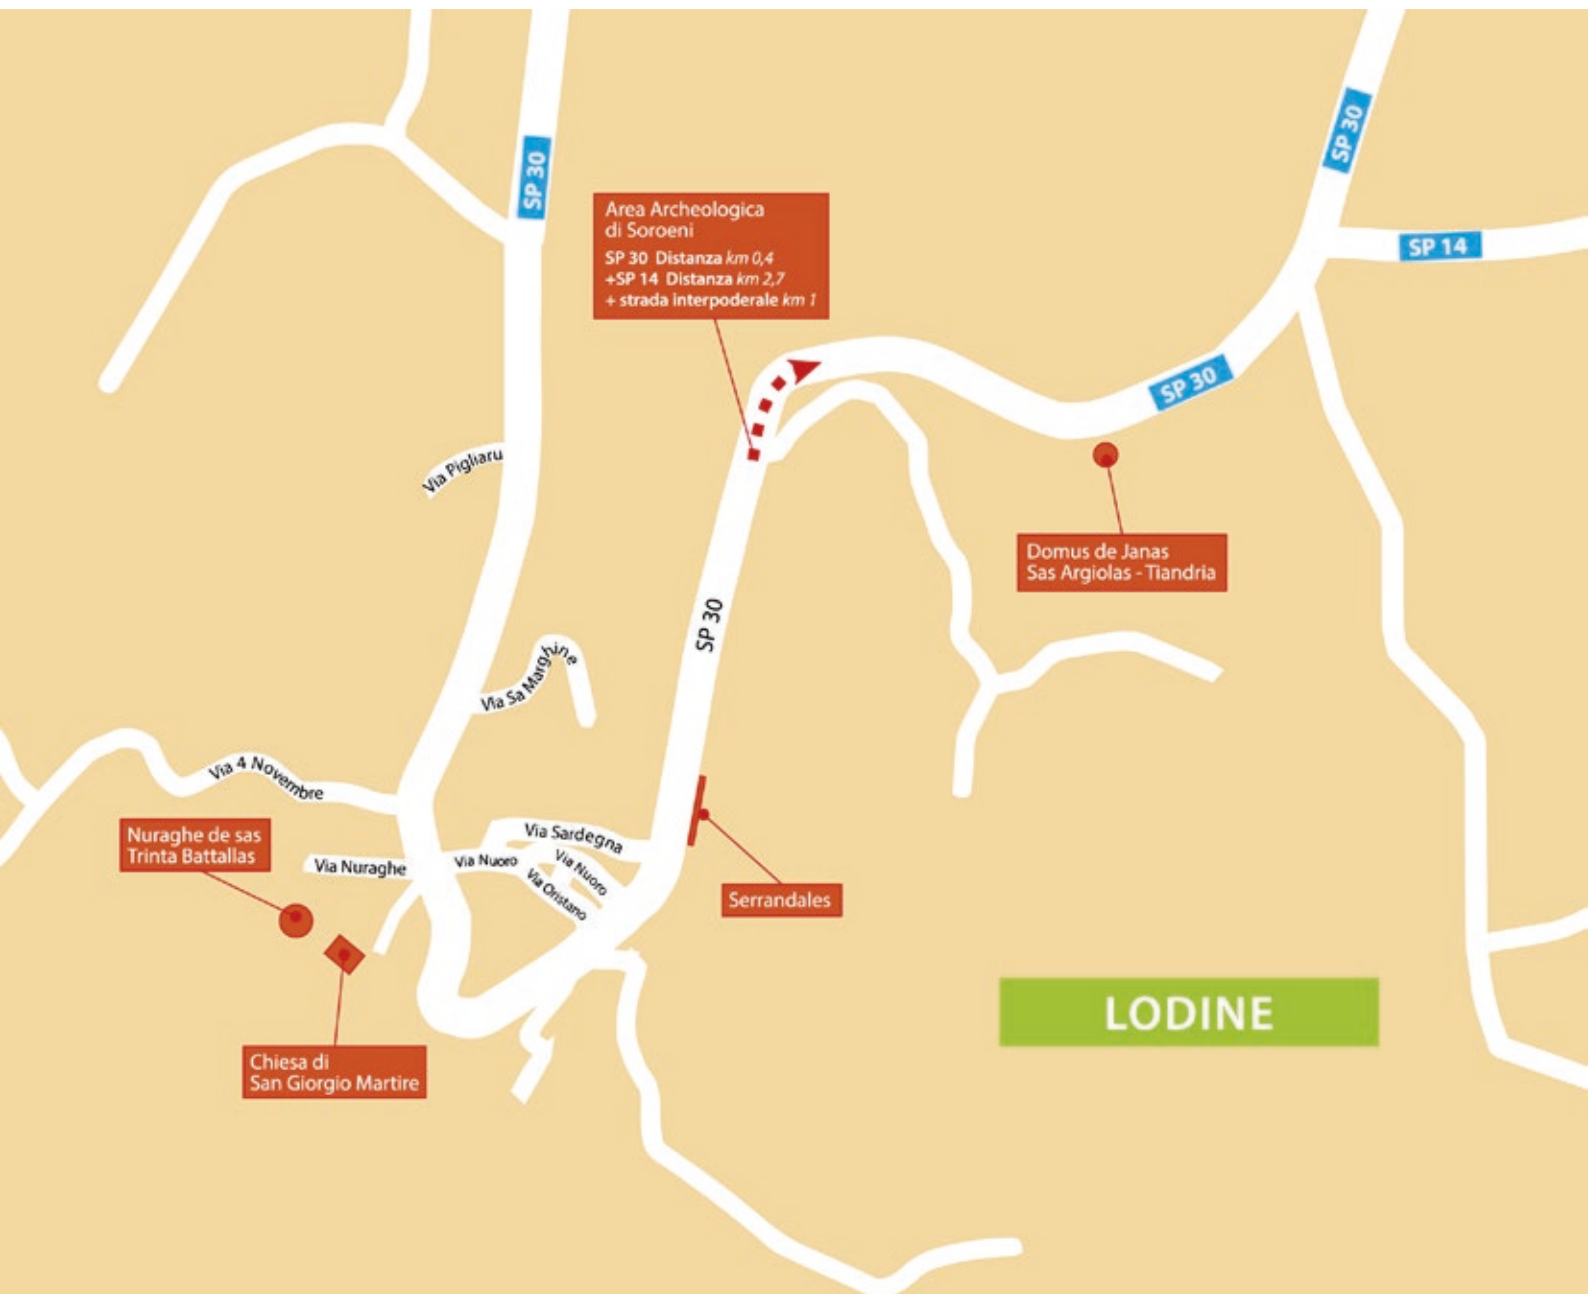 SP 30
SP 30
Area Archeologica
di Soroeni
SP 30 Distanza km 0,4
+SP 14 Distanza km 2,7
+ strada interpoderale km 1
SP 14
SP 30
Via Pigliaru
Domus de Janas
Sas Argiolas - Tiandria
SP 30
Via Sa Marghine
Via 4 Novembre
Nuraghe de sas
Trinta Battallas
Via Sardegna
Via Nuraghe
Via Nuoro
Via Nuoro
Via Oristano
Serrandales
LODINE
Chiesa di
San Giorgio Martire